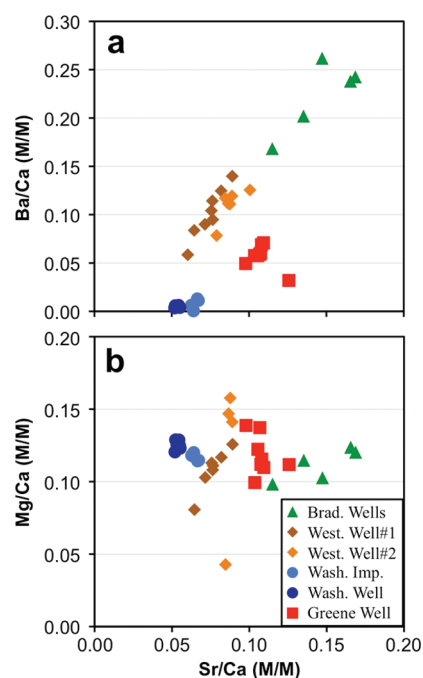 a
0.30
0.25
0.20
0.15
0.10
0.05
0.00
Ba/Ca (M/M)
b
0.20
0.15
0.10
0.05
0.00
Mg/Ca (M/M)
Brad. Wells
West. Well#1
West. Well#2
Wash. Imp.
Wash. Well
Greene Well
0.00 0.05 0.10 0.15 0.20
Sr/Ca (M/M)